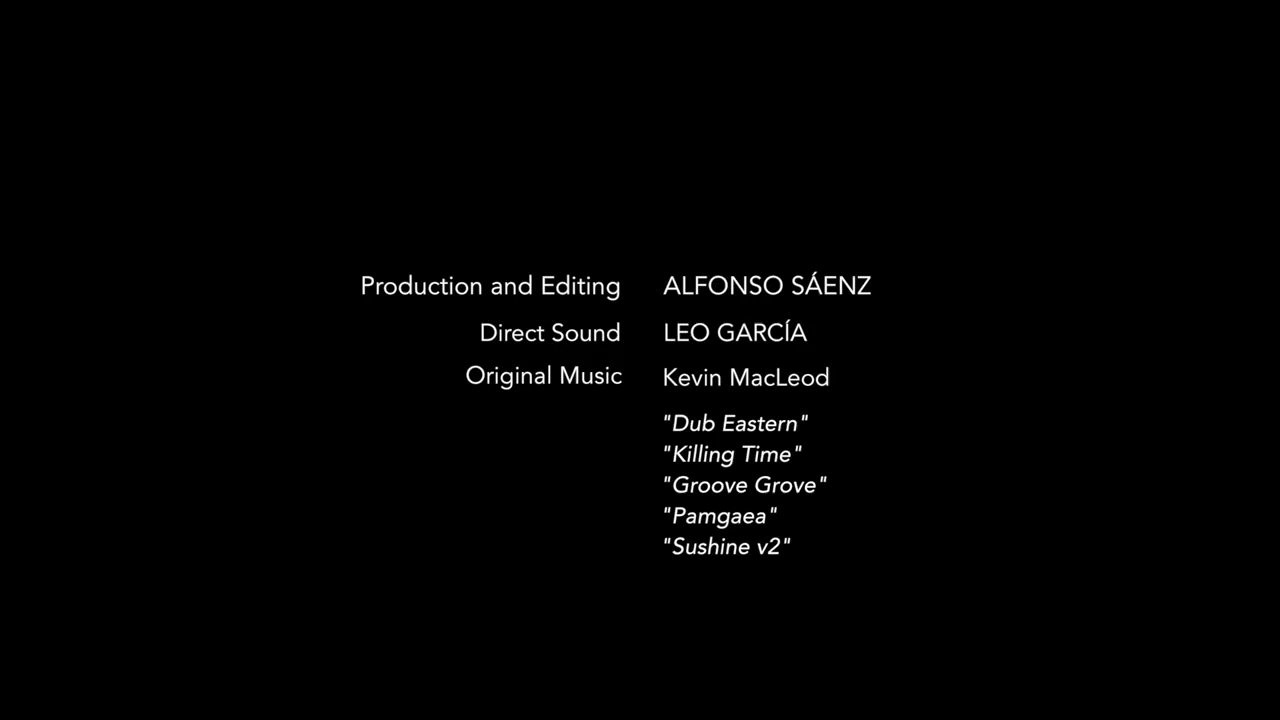 Production and Editing ALFONSO SÁENZ
Direct Sound LEO GARCÍA
Original Music Kevin MacLeod
"Dub Eastern"
"Killing Time"
"Groove Grove"
"Pamgaea"
"Sushine v2"